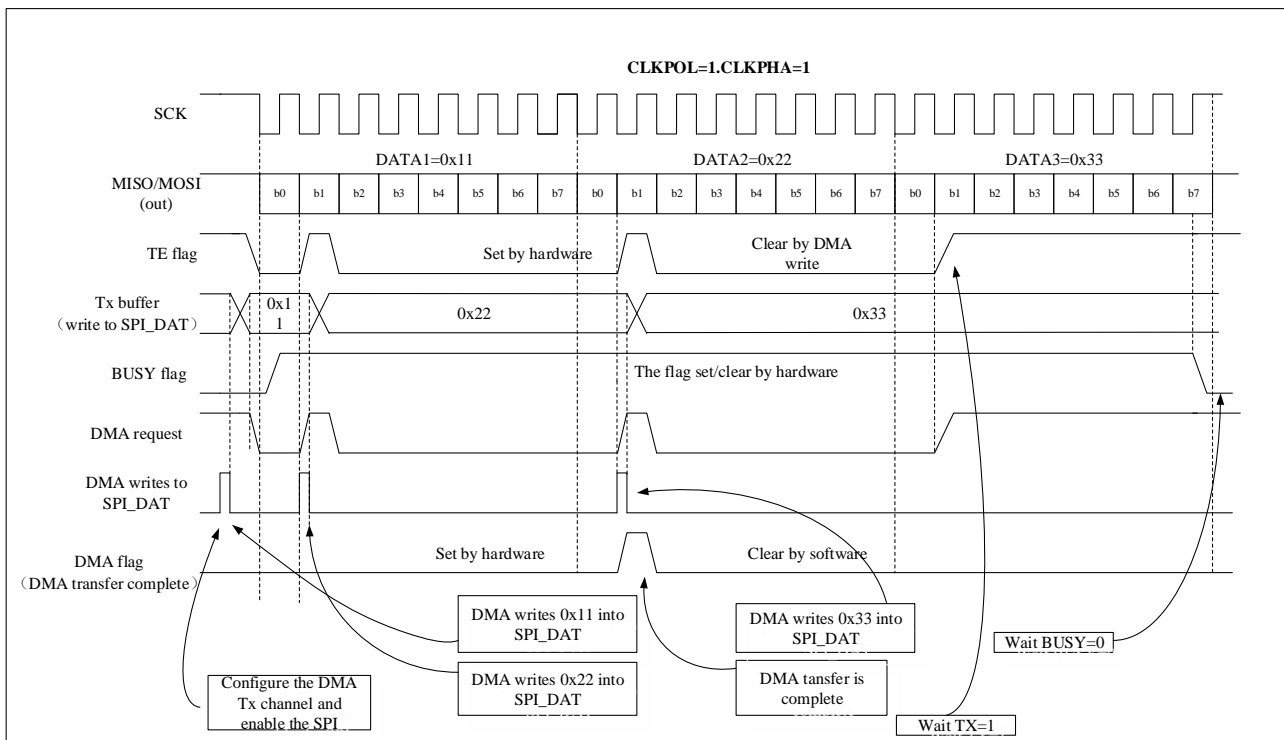 CLKPOL=1.CLKPHA=1
SCK
DATA1=0x11
DATA2=0x22
DATA3=0x33
MISO/MOSI
(out)
b0 b1 b2 b3 b4 b5 b6 b7 b0 b1 b2 b3 b4 b5 b6 b7 b0 b1 b2 b3 b4 b5 b6 b7
TE flag
Set by hardware
Clear by DMA
write
Tx buffer
（write to SPI_DAT）
0x1
1
0x22
0x33
BUSY flag
The flag set/clear by hardware
DMA request
DMA writes to
SPI_DAT
DMA flag
（DMA transfer complete）
Set by hardware
Clear by software
DMA writes 0x11 into
SPI_DAT
DMA writes 0x33 into
SPI_DAT
Wait BUSY=0
Configure the DMA
Tx channel and
enable the SPI
DMA writes 0x22 into
SPI_DAT
DMA tansfer is
complete
Wait TX=1